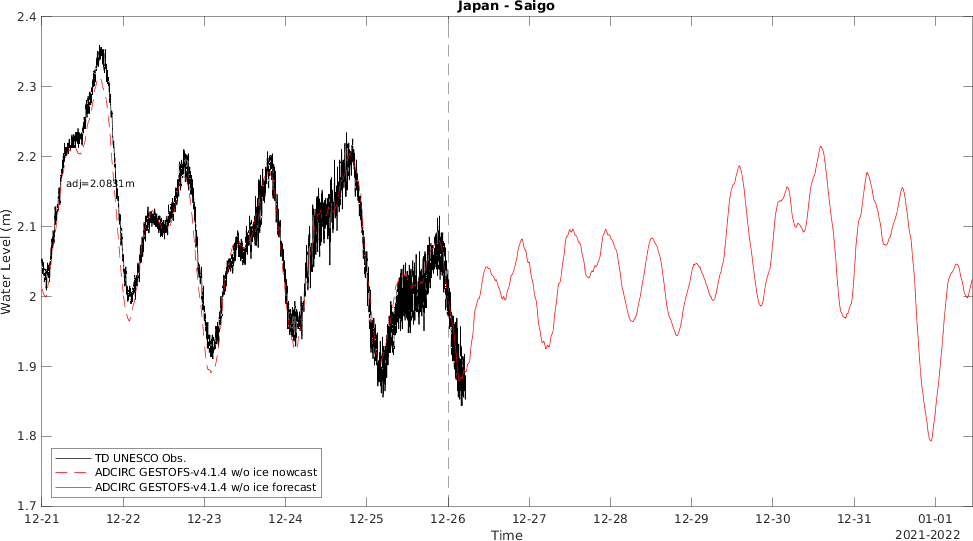 Japan - Saigo
2.4
2.3
2.2
2.1
2
1.9
1.8
1.7
Water Level (m)
adj=2.0831m
TD UNESCO Obs.
ADCIRC GESTOFS-v4.1.4 w/o ice nowcast
ADCIRC GESTOFS-v4.1.4 w/o ice forecast
12-21 12-22 12-23 12-24 12-25 12-26 12-27 12-28 12-29 12-30 12-31 01-01
Time
2021-2022